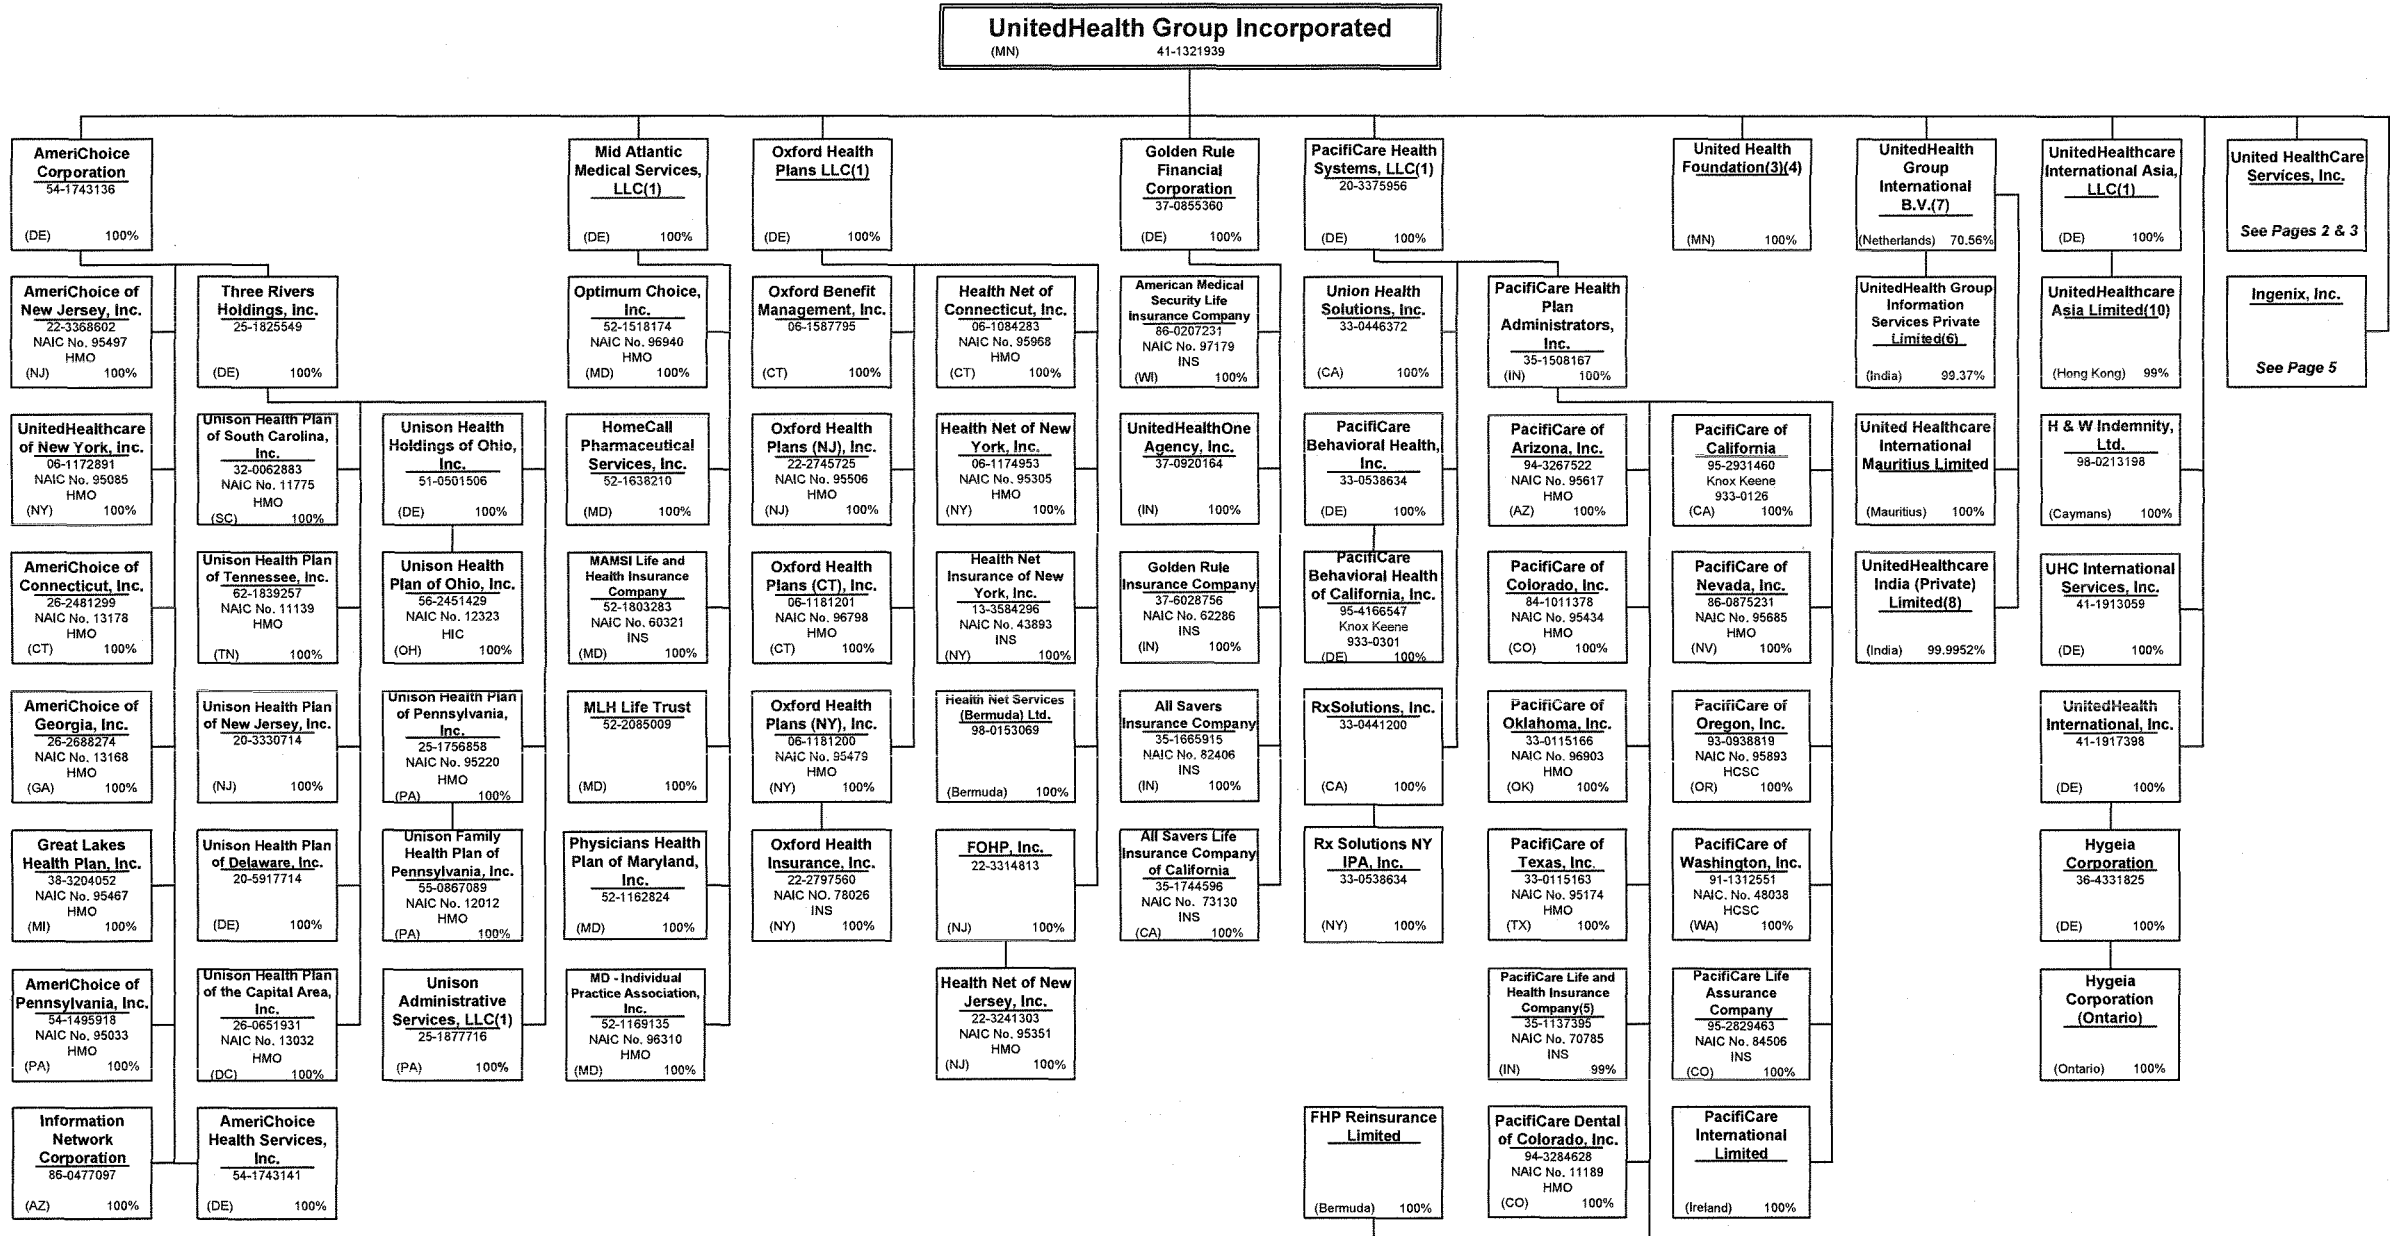 UnitedHealth Group Incorporated
(MN) 41-1321939
AmeriChoice
Corporation
54-1743136
(DE) 100%
Mid Atlantic
Medical Services,
LLC(1)
(DE) 100%
Oxford Health
Plans LLC(1)
(DE) 100%
Golden Rule
Financial
Corporation
37-0855360
(DE) 100%
PacifiCare Health
Systems, LLC(1)
20-3375956
(DE) 100%
United Health
Foundation(3)(4)
(MN) 100%
UnitedHealth
Group
International
B.V.(7)
(Netherlands) 70.56%
UnitedHealthcare
International Asia,
LLC(1)
(DE) 100%
United HealthCare
Services, Inc.
See Pages 2 & 3
AmeriChoice of
New Jersey, Inc.
22-3368602
NAIC No. 95497
HMO
(NJ) 100%
Three Rivers
Holdings, Inc.
25-1825549
(DE) 100%
Optimum Choice,
Inc.
52-1518174
NAIC No. 96940
HMO
(MD) 100%
Oxford Benefit
Management, Inc.
06-1587795
(CT) 100%
Health Net of
Connecticut, Inc.
06-1084283
NAIC No. 95968
HMO
(CT) 100%
American Medical
Security Life
Insurance Company
86-0207231
NAIC No. 97179
INS
(WI) 100%
Union Health
Solutions, Inc.
33-0446372
(CA) 100%
PacifiCare Health
Plan
Administrators,
Inc.
35-1508167
(IN) 100%
UnitedHealth Group
Information
Services Private
Limited(6)
(India) 99.37%
UnitedHealthcare
Asia Limited(10)
(Hong Kong) 99%
Ingenix, Inc.
See Page 5
UnitedHealthcare
of New York, Inc.
06-1172891
NAIC No. 95085
HMO
(NY) 100%
Unison Health Plan
of South Carolina,
Inc.
32-0062883
NAIC No. 11775
HMO
(SC) 100%
Unison Health
Holdings of Ohio,
Inc.
51-0501506
(DE) 100%
HomeCall
Pharmaceutical
Services, Inc.
52-1638210
(MD) 100%
Oxford Health
Plans (NJ), Inc.
22-2745725
NAIC No. 95506
HMO
(NJ) 100%
Health Net of New
York, Inc.
06-1174953
NAIC No. 95305
HMO
(NY) 100%
UnitedHealthOne
Agency, Inc.
37-0920164
(IN) 100%
PacifiCare
Behavioral Health,
Inc.
33-0538634
(DE) 100%
PacifiCare of
Arizona, Inc.
94-3267522
NAIC No. 95617
HMO
(AZ) 100%
PacifiCare of
California
95-2931460
Knox Keene
933-0126
(CA) 100%
United Healthcare
International
Mauritius Limited
(Mauritius) 100%
H & W Indemnity,
Ltd.
98-0213198
(Caymans) 100%
AmeriChoice of
Connecticut, Inc.
26-2481299
NAIC No. 13178
HMO
(CT) 100%
Unison Health Plan
of Tennessee, Inc.
62-1839257
NAIC No. 11139
HMO
(TN) 100%
Unison Health
Plan of Ohio, Inc.
56-2451429
NAIC No. 12323
HIC
(OH) 100%
MAMSI Life and
Health Insurance
Company
52-1803283
NAIC No. 60321
INS
(MD) 100%
Oxford Health
Plans (CT), Inc.
06-1181201
NAIC No. 96798
HMO
(CT) 100%
Health Net
Insurance of New
York, Inc.
13-3584296
NAIC No. 43893
INS
(NY) 100%
Golden Rule
Insurance Company
37-6028756
NAIC No. 62286
INS
(IN) 100%
PacifiCare
Behavioral Health
of California, Inc.
95-4166547
Knox Keene
933-0301
(DE) 100%
PacifiCare of
Colorado, Inc.
84-1011378
NAIC No. 95434
HMO
(CO) 100%
PacifiCare of
Nevada, Inc.
86-0875231
NAIC No. 95685
HMO
(NV) 100%
UnitedHealthcare
India (Private)
Limited(8)
(India) 99.9952%
UHC International
Services, Inc.
41-1913059
(DE) 100%
AmeriChoice of
Georgia, Inc.
26-2688274
NAIC No. 13168
HMO
(GA) 100%
Unison Health Plan
of New Jersey, Inc.
20-3330714
(NJ) 100%
Unison Health Plan
of Pennsylvania,
Inc.
25-1756858
NAIC No. 95220
HMO
(PA) 100%
MLH Life Trust
52-2085009
(MD) 100%
Oxford Health
Plans (NY), Inc.
06-1181200
NAIC No. 95479
HMO
(NY) 100%
Health Net Services
(Bermuda) Ltd.
98-0153069
(Bermuda) 100%
All Savers
Insurance Company
35-1665915
NAIC No. 82406
INS
(IN) 100%
RxSolutions, Inc.
33-0441200
(CA) 100%
PacifiCare of
Oklahoma, Inc.
33-0115166
NAIC No. 96903
HMO
(OK) 100%
PacifiCare of
Oregon, Inc.
93-0938819
NAIC No. 95893
HCSC
(OR) 100%
UnitedHealth
International, Inc.
41-1917398
(DE) 100%
Great Lakes
Health Plan, Inc.
38-3204052
NAIC No. 95467
HMO
(MI) 100%
Unison Health Plan
of Delaware, Inc.
20-5917714
(DE) 100%
Unison Family
Health Plan of
Pennsylvania, Inc.
55-0867089
NAIC No. 12012
HMO
(PA) 100%
Physicians Health
Plan of Maryland,
Inc.
52-1162824
(MD) 100%
Oxford Health
Insurance, Inc.
22-2797560
NAIC NO. 78026
INS
(NY) 100%
FOHP, Inc.
22-3314813
(NJ) 100%
All Savers Life
Insurance Company
of California
35-1744596
NAIC No. 73130
INS
(CA) 100%
Rx Solutions NY
IPA, Inc.
33-0538634
(NY) 100%
PacifiCare of
Texas, Inc.
33-0115163
NAIC No. 95174
HMO
(TX) 100%
PacifiCare of
Washington, Inc.
91-1312551
NAIC. No. 48038
HCSC
(WA) 100%
Hygeia
Corporation
36-4331825
(DE) 100%
AmeriChoice of
Pennsylvania, Inc.
54-1495918
NAIC No. 95033
HMO
(PA) 100%
Unison Health Plan
of the Capital Area,
Inc.
26-0651931
NAIC No. 13032
HMO
(DC) 100%
Unison
Administrative
Services, LLC(1)
25-1877716
(PA) 100%
MD - Individual
Practice Association,
Inc.
52-1169135
NAIC No. 96310
HMO
(MD) 100%
Health Net of New
Jersey, Inc.
22-3241303
NAIC No. 95351
HMO
(NJ) 100%
PacifiCare Life and
Health Insurance
Company(5)
35-1137395
NAIC No. 70785
INS
(IN) 99%
PacifiCare Life
Assurance
Company
95-2829463
NAIC No. 84506
INS
(CO) 100%
Hygeia
Corporation
(Ontario)
(Ontario) 100%
Information
Network
Corporation
86-0477097
(AZ) 100%
AmeriChoice
Health Services,
Inc.
54-1743141
(DE) 100%
FHP Reinsurance
Limited
(Bermuda) 100%
PacifiCare Dental
of Colorado, Inc.
94-3284628
NAIC No. 11189
HMO
(CO) 100%
PacifiCare
International
Limited
(Ireland) 100%